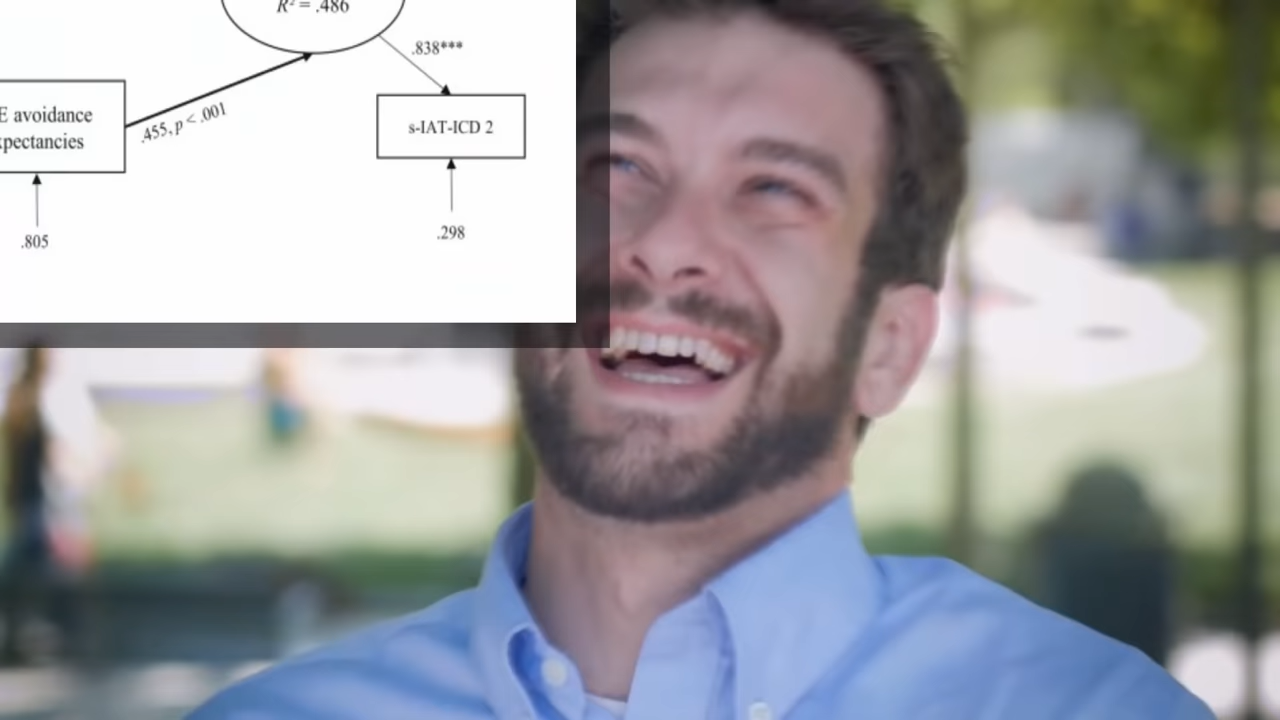 R² = .486
.838***
E avoidance
xpectancies
.455, p < .001
s-IAT-ICD 2
.805
.298